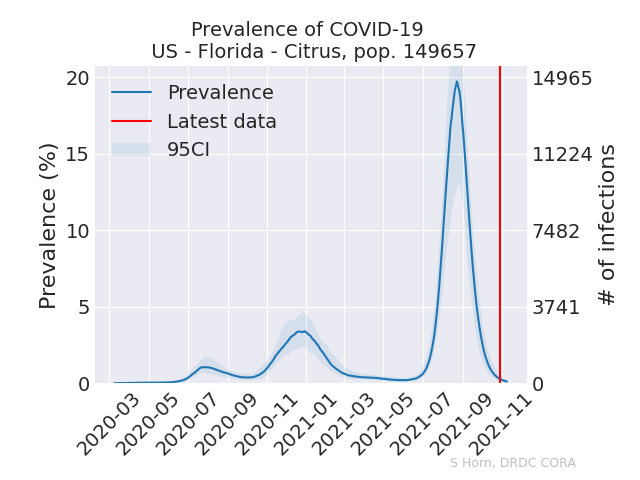 Prevalence of COVID-19
US - Florida - Citrus, pop. 149657
Prevalence
Latest data
95CI
Prevalence (%)
20
15
10
5
0
14965
11224
7482
3741
0
# of infections
2020-03
2020-05
2020-07
2020-09
2020-11
2021-01
2021-03
2021-05
2021-07
2021-09
2021-11
S Horn, DRDC CORA